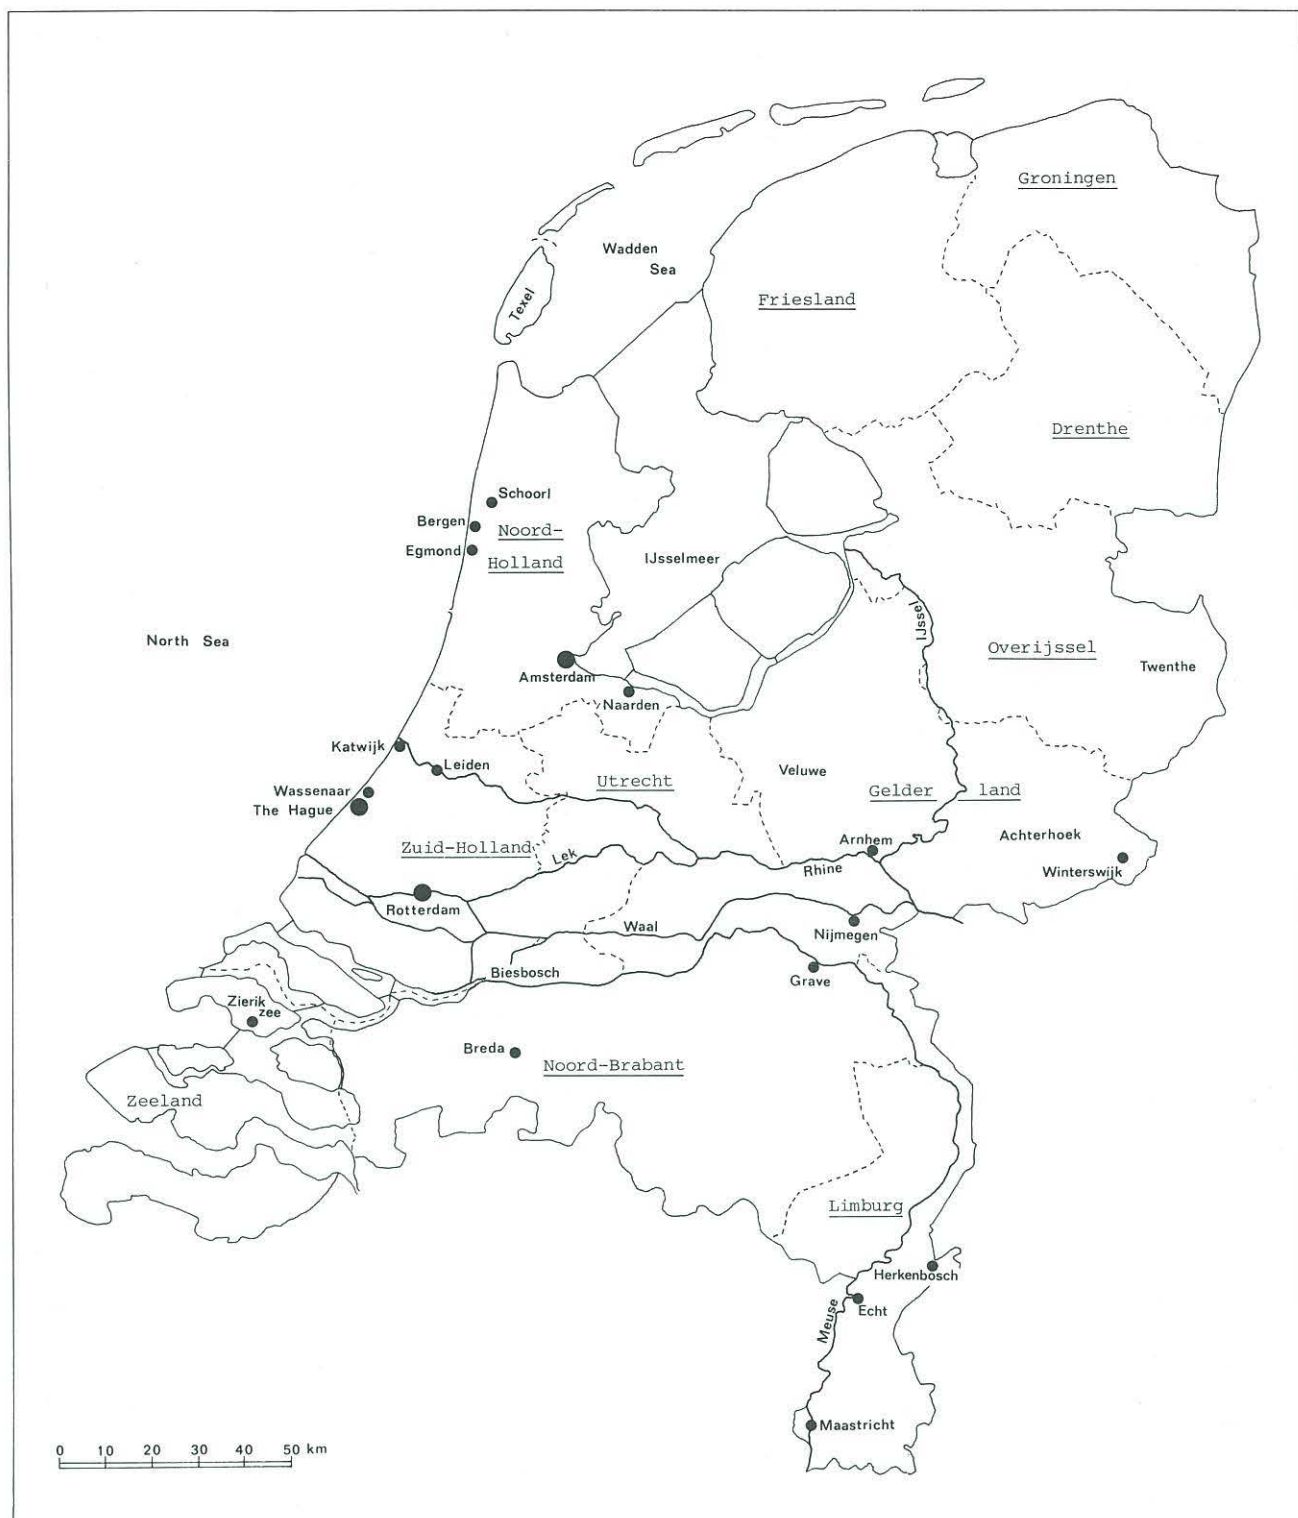 Groningen
Wadden
Sea
Texel
Friesland
Drenthe
Schoorl
Bergen
Noord-
Egmond
Holland
IJsselmeer
IJssel
North Sea
Overijssel
Twenthe
Amsterdam
Naarden
Katwijk
Leiden
Utrecht
Veluwe
Wassenaar
Gelder land
The Hague
Zuid-Holland
Lek
Arnhem
Achterhoek
Rhine
Winterswijk
Rotterdam
Waal
Nijmegen
Biesbosch
Grave
Zierik
zee
Breda
Noord-Brabant
Zeeland
Limburg
Herkenbosch
Meuse
Echt
Maastricht
0 10 20 30 40 50 km